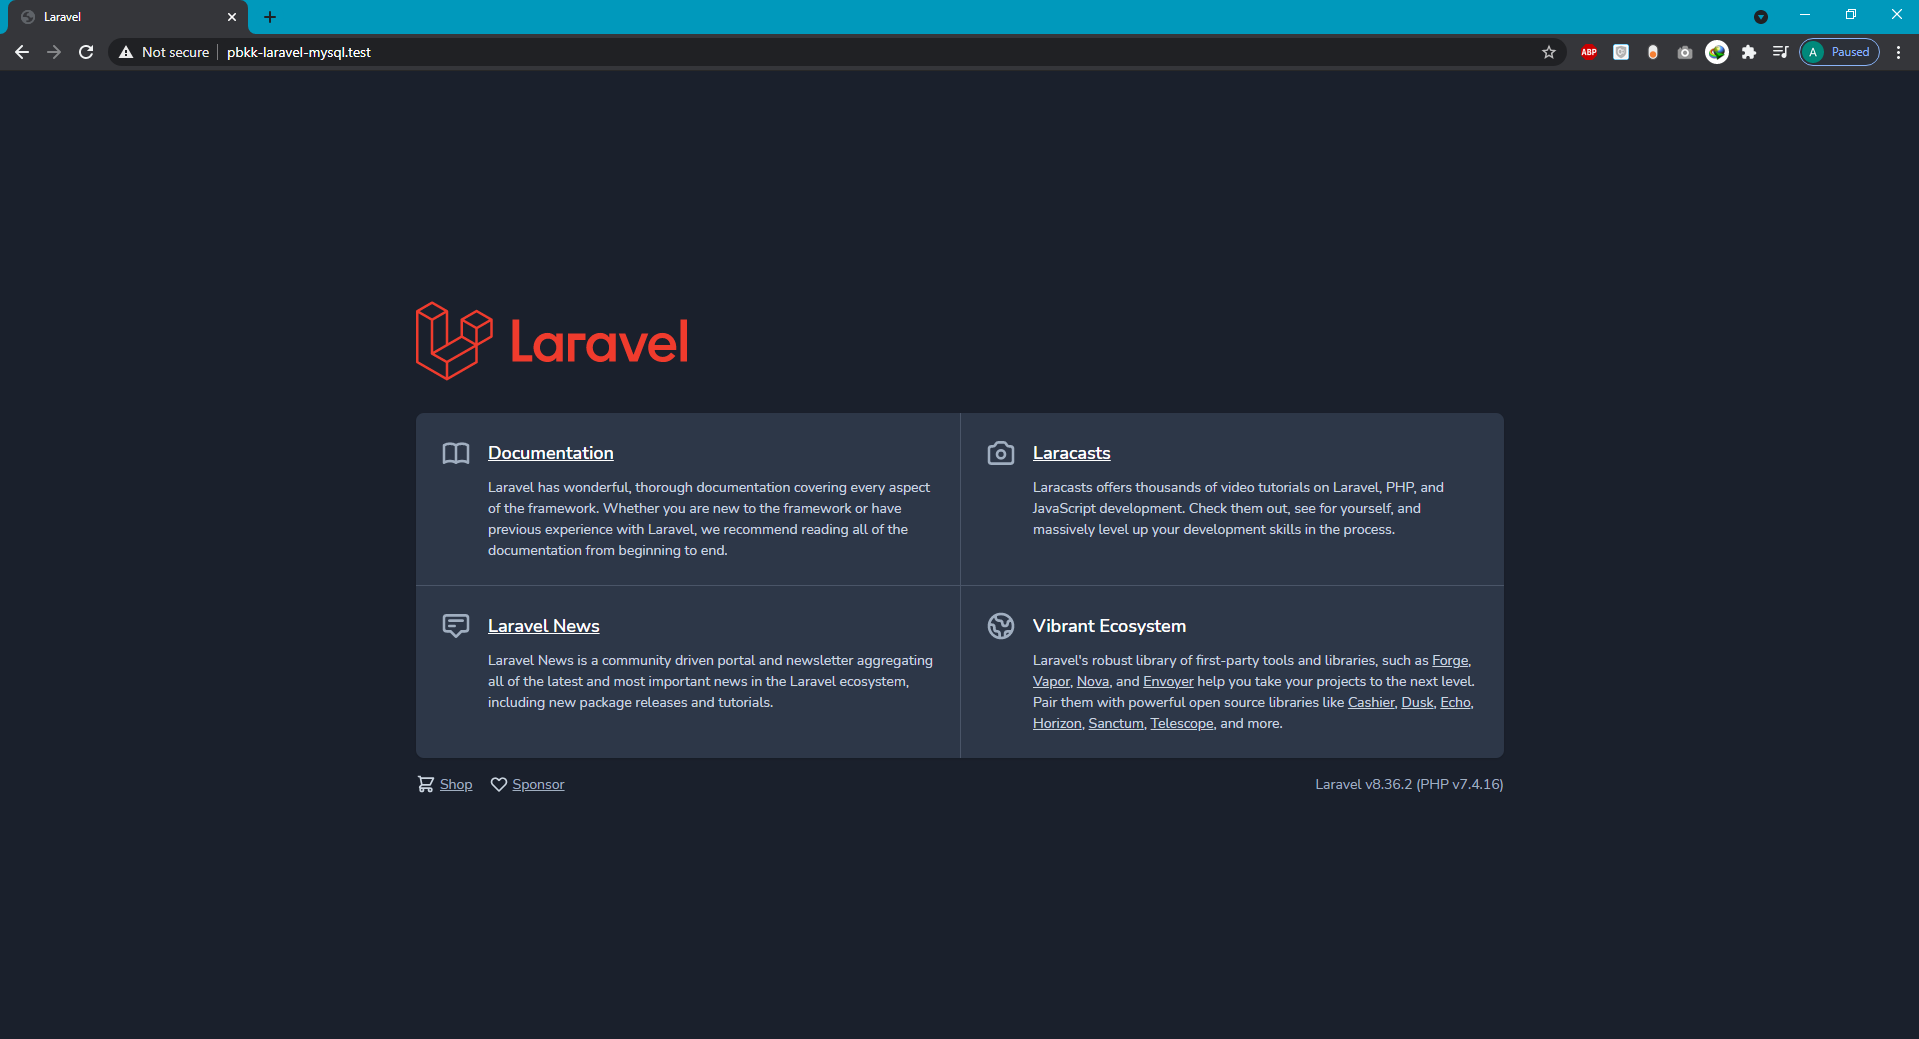 Laravel
Not secure
pbkk-laravel-mysql.test
ABP
A
Paused
Laravel
Documentation
Laravel has wonderful, thorough documentation covering every aspect
of the framework. Whether you are new to the framework or have
previous experience with Laravel, we recommend reading all of the
documentation from beginning to end.
Laracasts
Laracasts offers thousands of video tutorials on Laravel, PHP, and
JavaScript development. Check them out, see for yourself, and
massively level up your development skills in the process.
Laravel News
Laravel News is a community driven portal and newsletter aggregating
all of the latest and most important news in the Laravel ecosystem,
including new package releases and tutorials.
Vibrant Ecosystem
Laravel's robust library of first-party tools and libraries, such as Forge,
Vapor, Nova, and Envoyer help you take your projects to the next level.
Pair them with powerful open source libraries like Cashier, Dusk, Echo,
Horizon, Sanctum, Telescope, and more.
Shop
Sponsor
Laravel v8.36.2 (PHP v7.4.16)